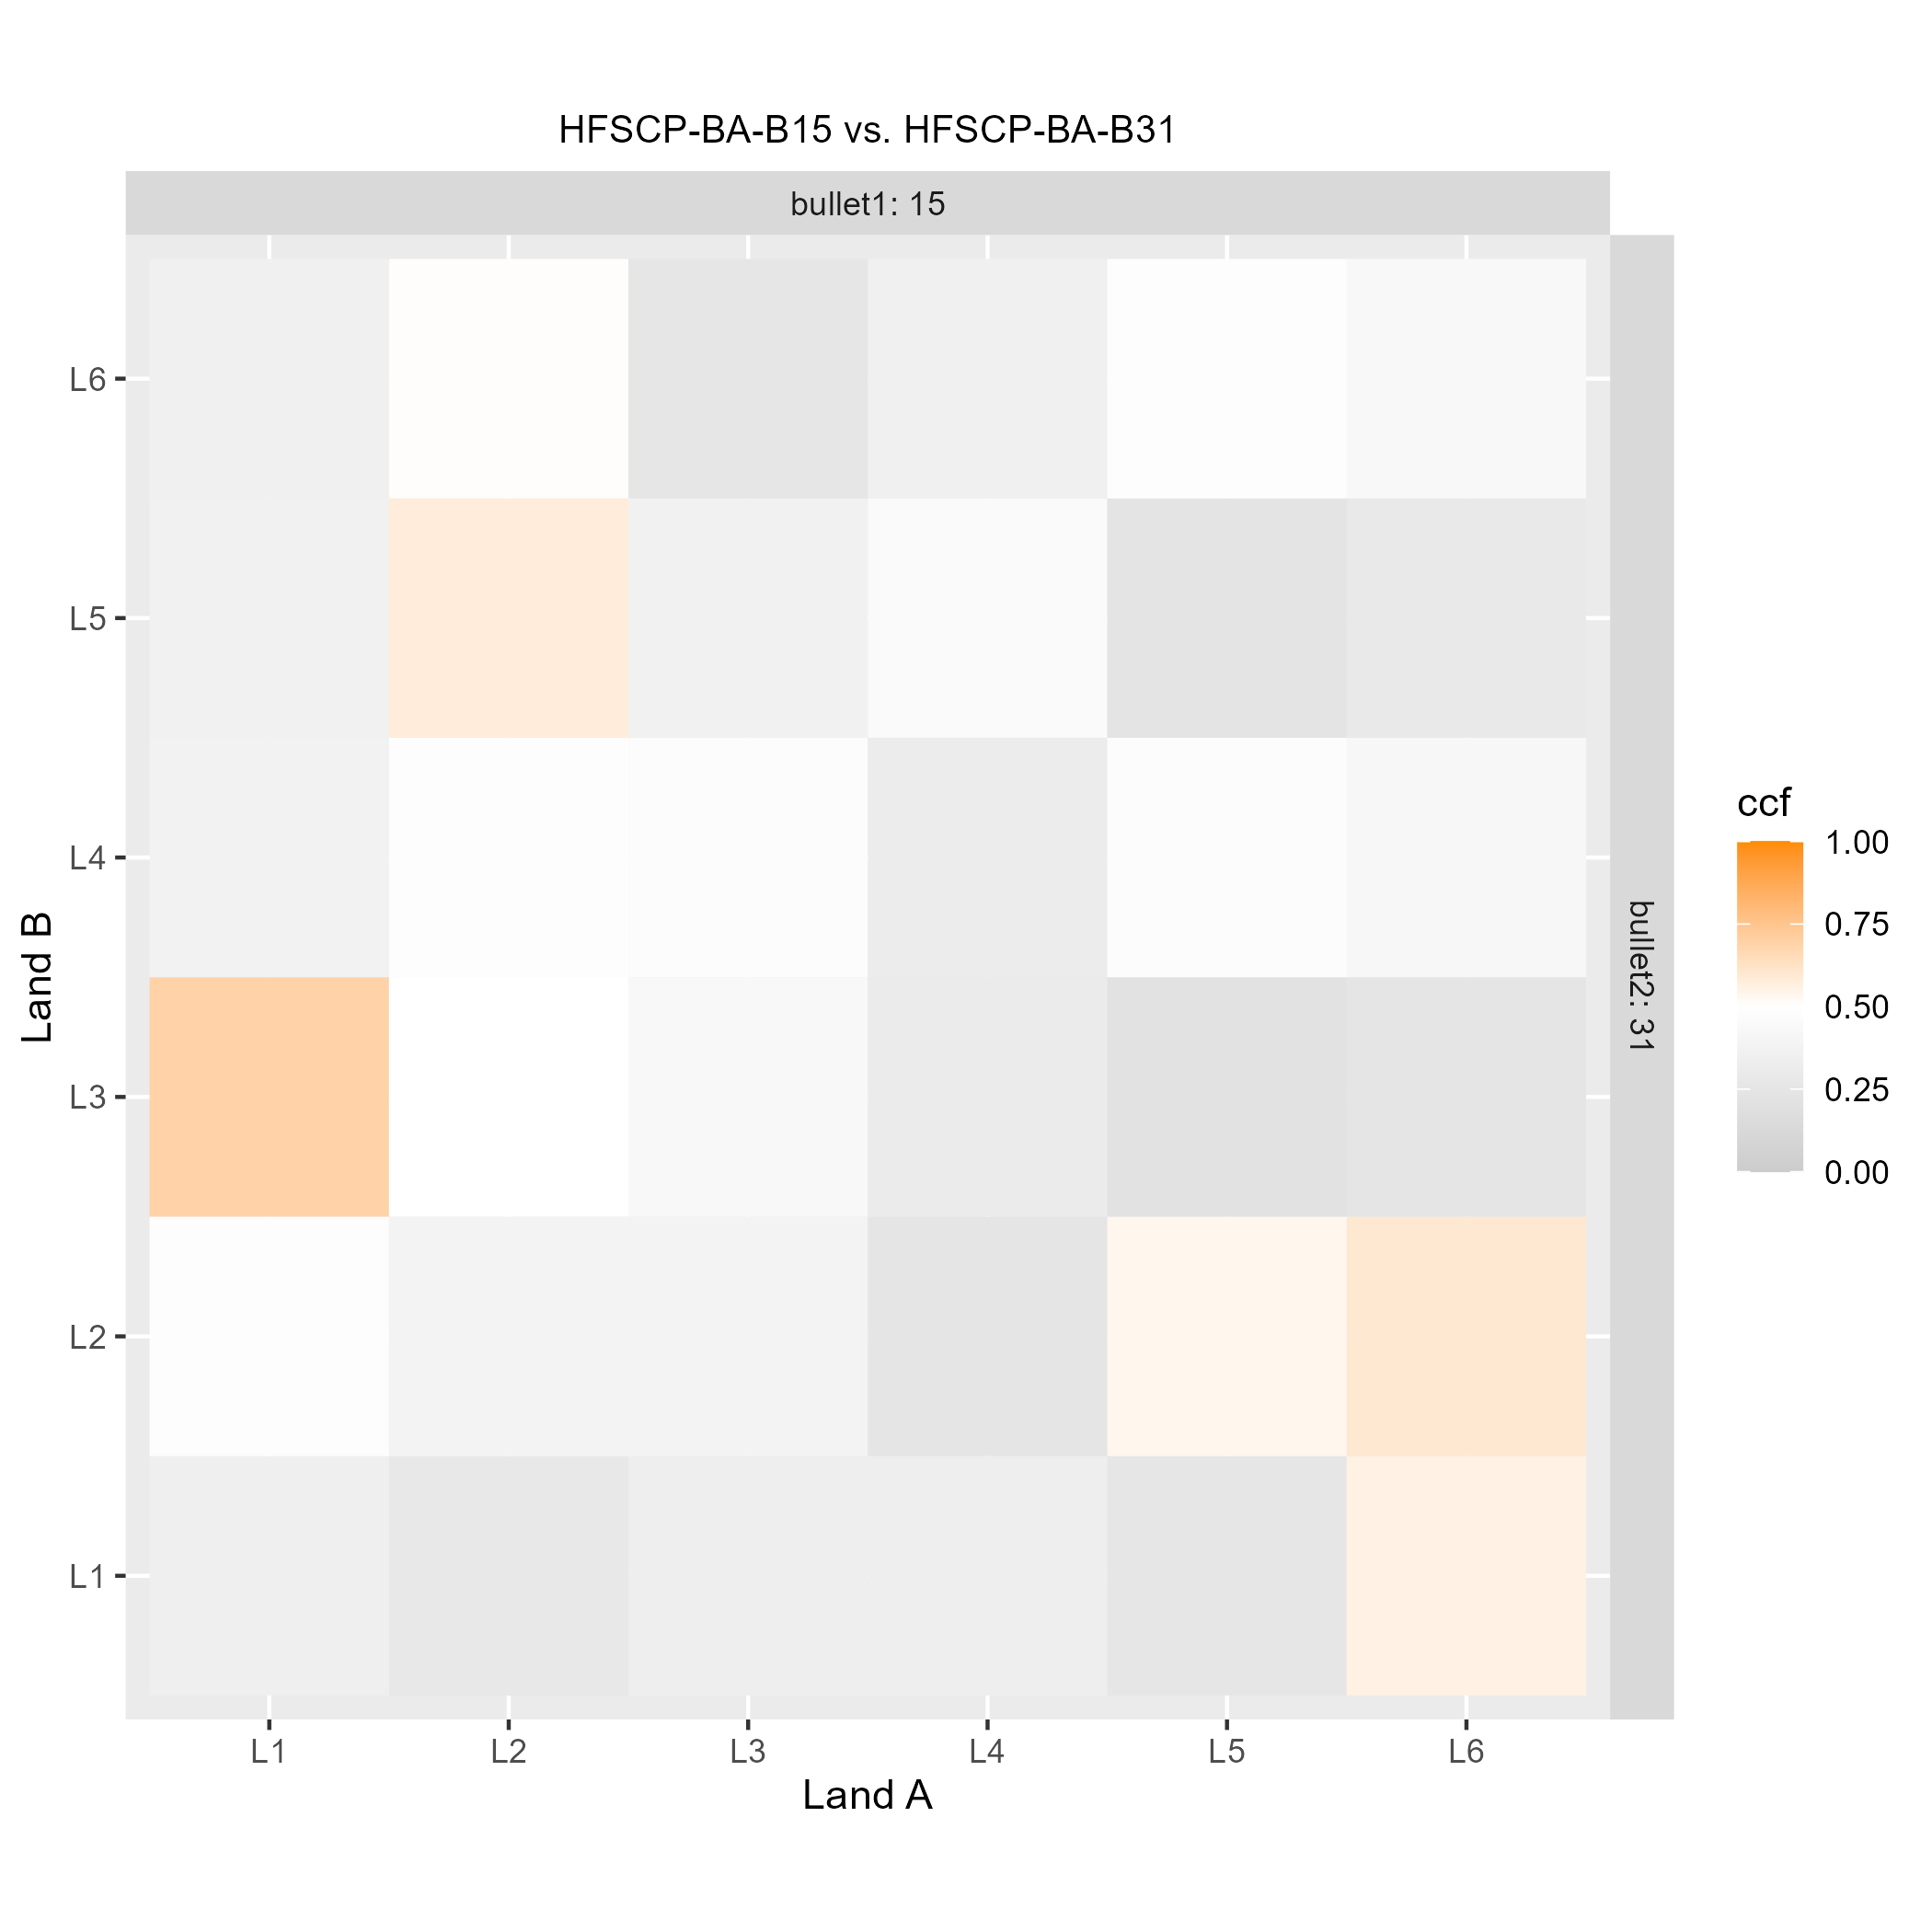 HFSCP-BA-B15 vs. HFSCP-BA-B31
bullet1: 15
L6
L5
L4
L3
L2
L1
Land B
bullet2: 31
ccf
1.00
0.75
0.50
0.25
0.00
L1 L2 L3 L4 L5 L6
Land A